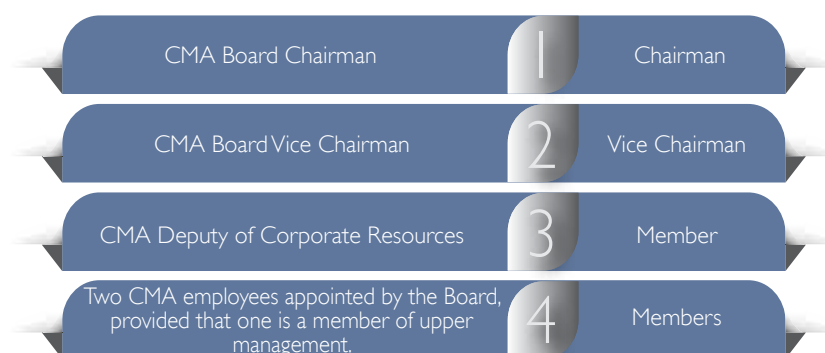 CMA Board Chairman 1 Chairman
CMA Board Vice Chairman 2 Vice Chairman
CMA Deputy of Corporate Resources 3 Member
Two CMA employees appointed by the Board,
provided that one is a member of upper 4 Members
management.